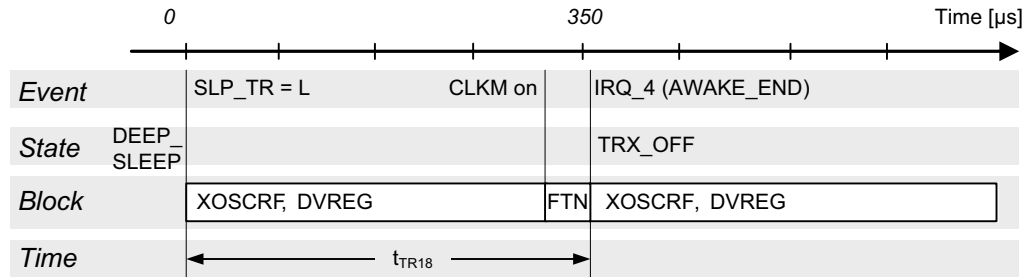 0 350 Time [µs]
Event SLP_TR = L CLKM on IRQ_4 (AWAKE_END)
State DEEP_ TRX_OFF
SLEEP
Block XOSCRF, DVREG FTN XOSCRF, DVREG
Time tTR18